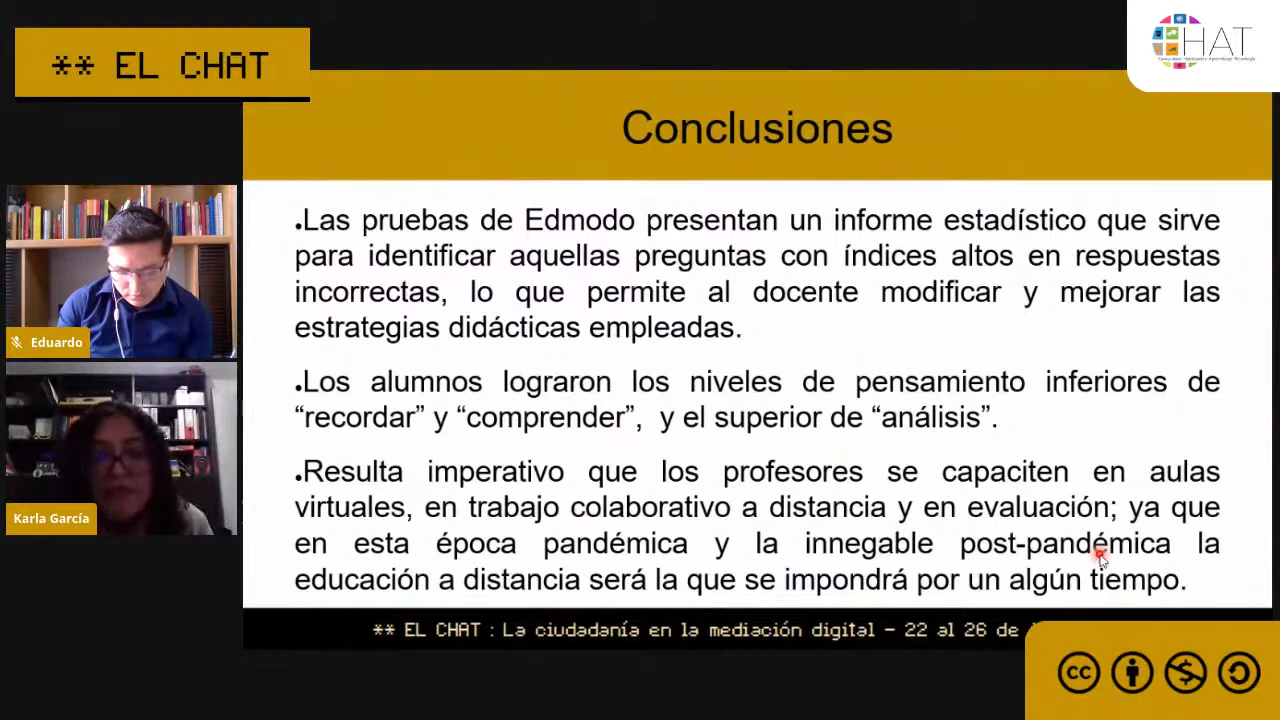 ** EL CHAT
CHAT
Conclusiones
.Las pruebas de Edmodo presentan un informe estadístico que sirve
para identificar aquellas preguntas con índices altos en respuestas
incorrectas, lo que permite al docente modificar y mejorar las
estrategias didácticas empleadas.
.Los alumnos lograron los niveles de pensamiento inferiores de
“recordar” y “comprender”, y el superior de “análisis”.
.Resulta imperativo que los profesores se capaciten en aulas
virtuales, en trabajo colaborativo a distancia y en evaluación; ya que
en esta época pandémica y la innegable post-pandémica la
educación a distancia será la que se impondrá por un algún tiempo.
Eduardo
Karla García
** EL CHAT : La ciudadanía en la mediación digital – 22 al 26 de
cc